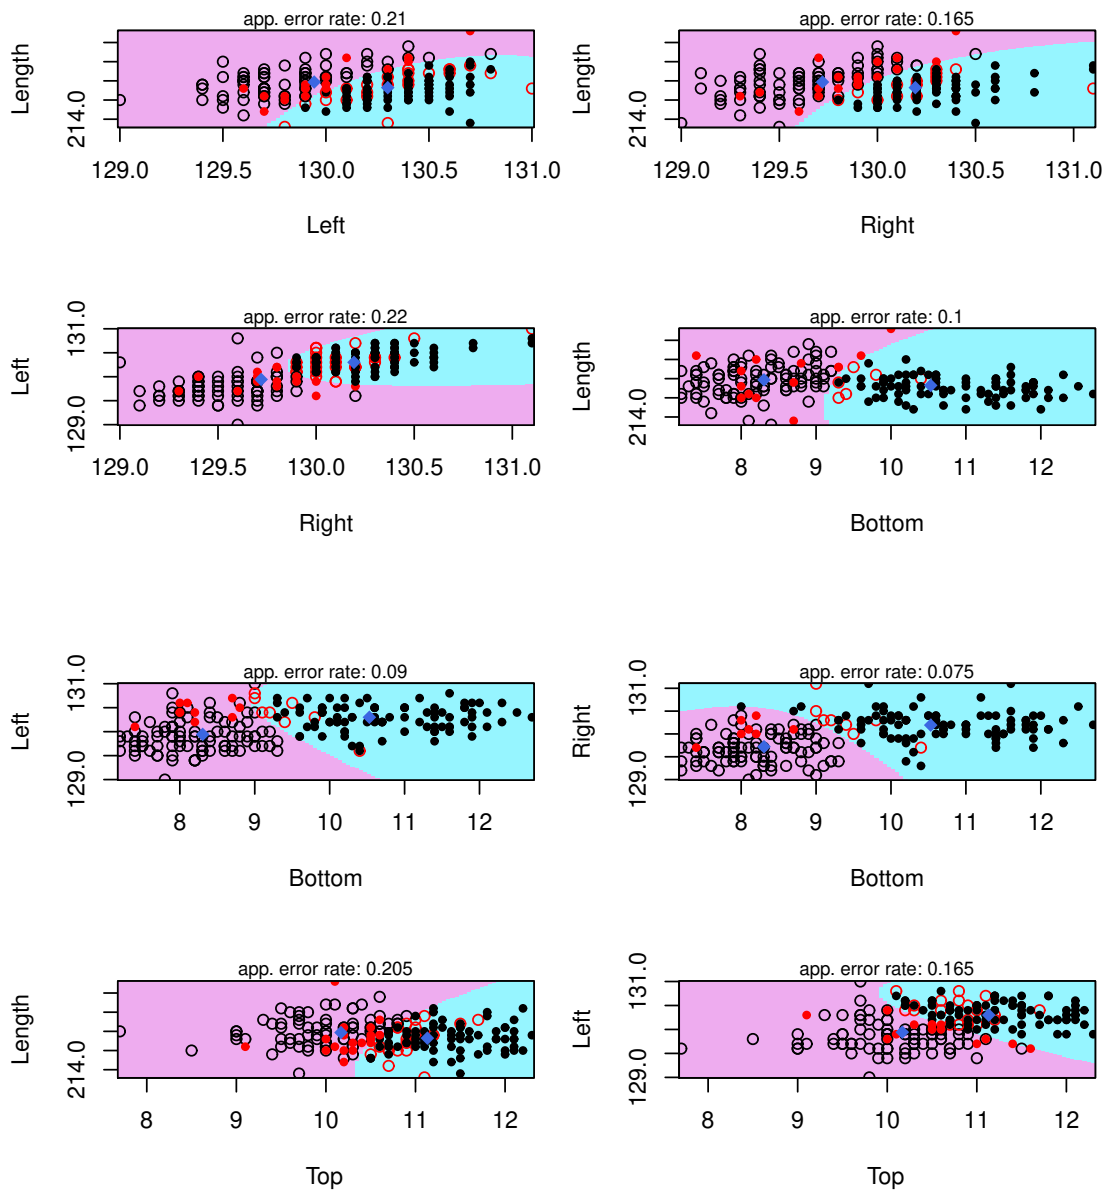 app. error rate: 0.21
Length
214.0
129.0 129.5 130.0 130.5 131.0
Left
app. error rate: 0.165
Length
214.0
129.0 129.5 130.0 130.5 131.0
Right
app. error rate: 0.22
Left
129.0 131.0
129.0 129.5 130.0 130.5 131.0
Right
app. error rate: 0.1
Length
214.0
8 9 10 11 12
Bottom
app. error rate: 0.09
Left
129.0 131.0
8 9 10 11 12
Bottom
app. error rate: 0.075
Right
129.0 131.0
8 9 10 11 12
Bottom
app. error rate: 0.205
Length
214.0
8 9 10 11 12
Top
app. error rate: 0.165
Left
129.0 131.0
8 9 10 11 12
Top